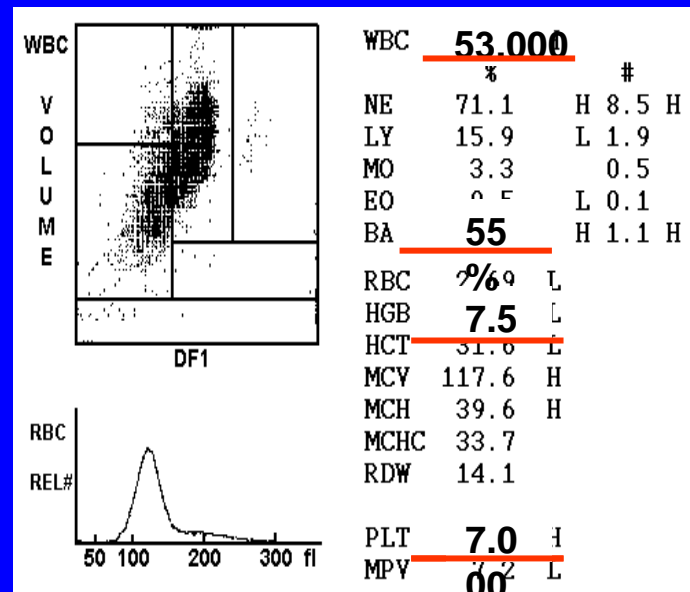 WBC
VOLUME
DF1
RBC
REL#
50 100 200 300 fl
WBC 53.000
% #
NE 71.1 H 8.5 H
LY 15.9 L 1.9
MO 3.3 0.5
EO L 0.1
BA 55 H 1.1 H
RBC % L
HGB 7.5
HCT 31.6 L
MCV 117.6 H
MCH 39.6 H
MCHC 33.7
RDW 14.1
PLT 7.0
MPV 00 L